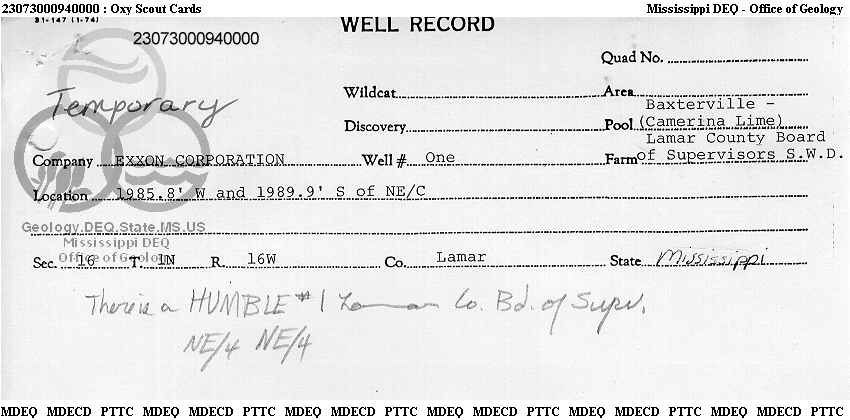 23073000940000 : Oxy Scout Cards Mississippi DEQ - Office of Geology
31-147 (1-74)
WELL RECORD
23073000940000
Quad No.
Temporary
Wildcat Area
Baxterville -
Discovery Pool (Camerina Lime)
Lamar County Board
Company EXXON CORPORATION Well # One Farm of Supervisors S.W.D.
Location 1985.8' W and 1989.9' S of NE/C
Geology.DEQ.State.MS.US
Mississippi DEQ
Office of Geology
Sec. 16 T. 1N R. 16W Co. Lamar State Mississippi
There is a HUMBLE #1 Lamar Co. Bd. of Supv.
NE/4 NE/4
MDEQ MDECD PTTC MDEQ MDECD PTTC MDEQ MDECD PTTC MDEQ MDECD PTTC MDEQ MDECD PTTC MDEQ MDECD PTTC